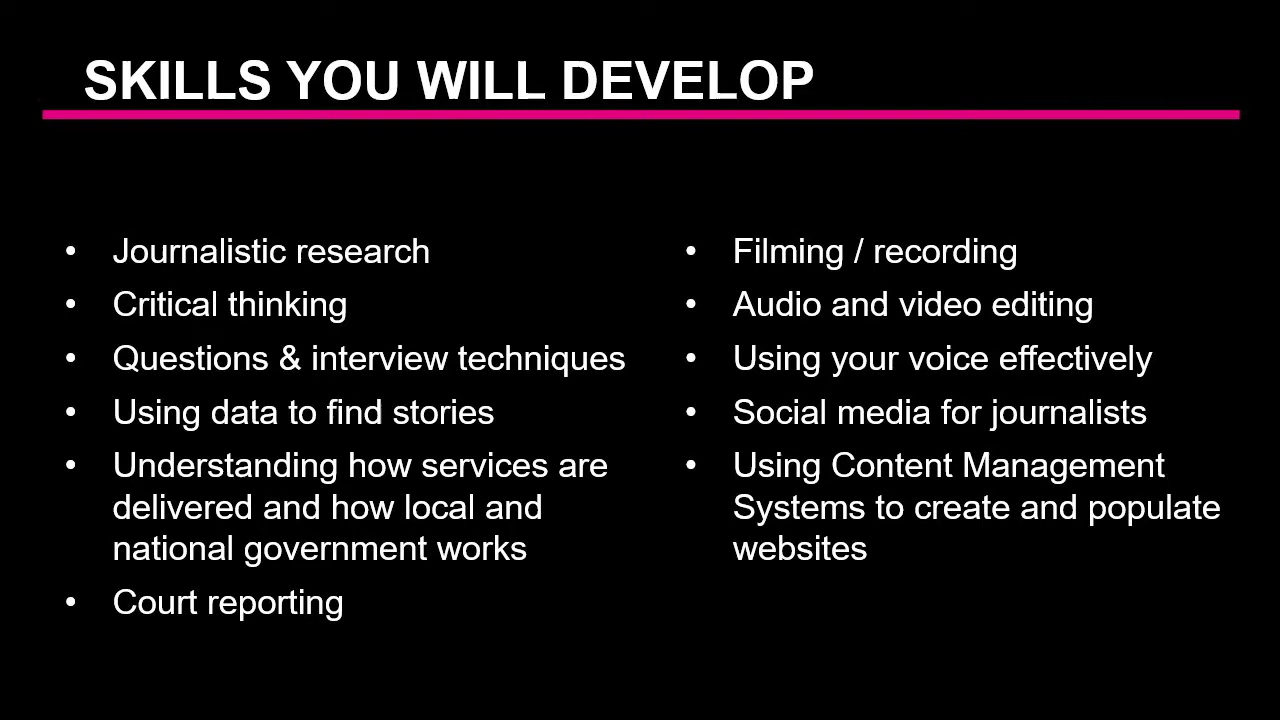 SKILLS YOU WILL DEVELOP
• Journalistic research
• Critical thinking
• Questions & interview techniques
• Using data to find stories
• Understanding how services are
delivered and how local and
national government works
• Court reporting
• Filming / recording
• Audio and video editing
• Using your voice effectively
• Social media for journalists
• Using Content Management
Systems to create and populate
websites